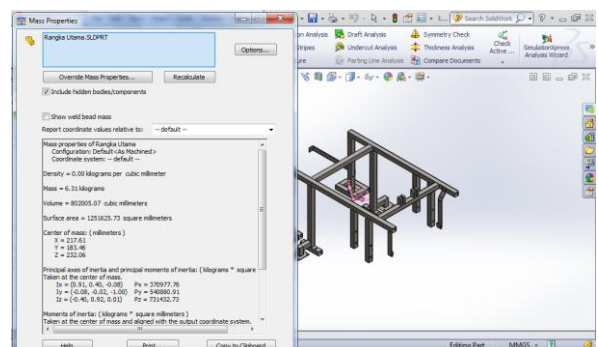 Mass Properties
Rangka Utama.SLDPRT
Options...
Override Mass Properties...
Recalculate
Include hidden bodies/components
Show weld bead mass
Report coordinate values relative to:
-- default --
Mass properties of Rangka Utama
Configuration: Default<As Machined>
Coordinate system: -- default --
Density = 0.00 kilograms per cubic millimeter
Mass = 6.31 kilograms
Volume = 802005.07 cubic millimeters
Surface area = 1251625.73 square millimeters
Center of mass: ( millimeters )
X = 217.61
Y = 183.46
Z = 232.06
Principal axes of inertia and principal moments of inertia: ( kilograms * square
Taken at the center of mass.
Ix = (0.91, 0.40, -0.08) Px = 370977.76
Iy = (-0.08, -0.02, -1.00) Py = 540880.91
Iz = (-0.40, 0.92, 0.01) Pz = 731432.73
Moments of inertia: ( kilograms * square millimeters )
Taken at the center of mass and aligned with the output coordinate system.
Help
Print...
Copy to Clipboard
Search SolidWork
on Analysis
Draft Analysis
Symmetry Check
Stripes
Undercut Analysis
Thickness Analysis
Check
Active ...
SimulationXpress
Analysis Wizard
ure
Parting Line Analysis
Compare Documents
Editing Part
MMGS